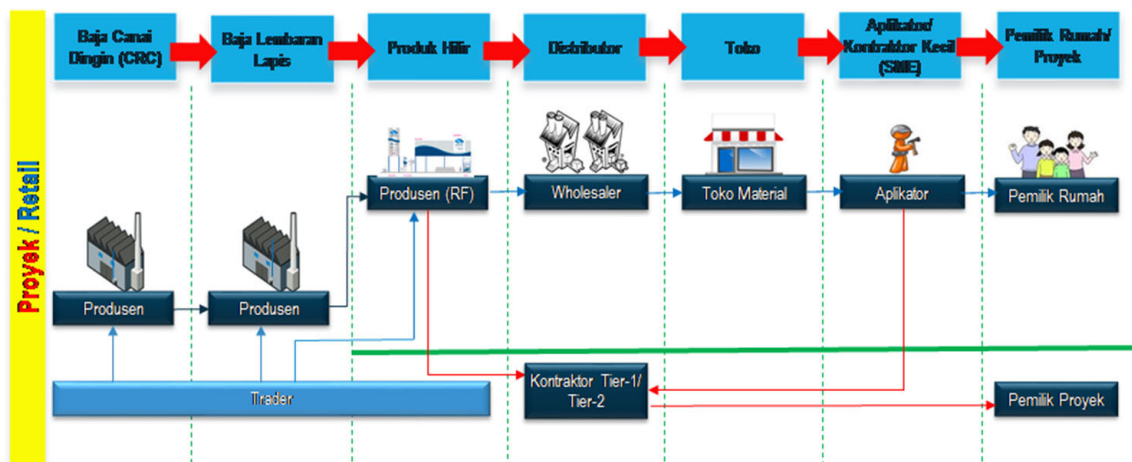 Baja Canai
Dingin (CRC)
Baja Lembaran
Lapis
Produk Hilir
Distributor
Toko
Aplikator/
Kontraktor Kecil
(SME)
Pemilik Rumah/
Proyek
Proyek / Retail
Produsen (RF)
Wholesaler
Toko Material
Aplikator
Pemilik Rumah
Produsen
Produsen
Trader
Kontraktor Tier-1/
Tier-2
Pemilik Proyek